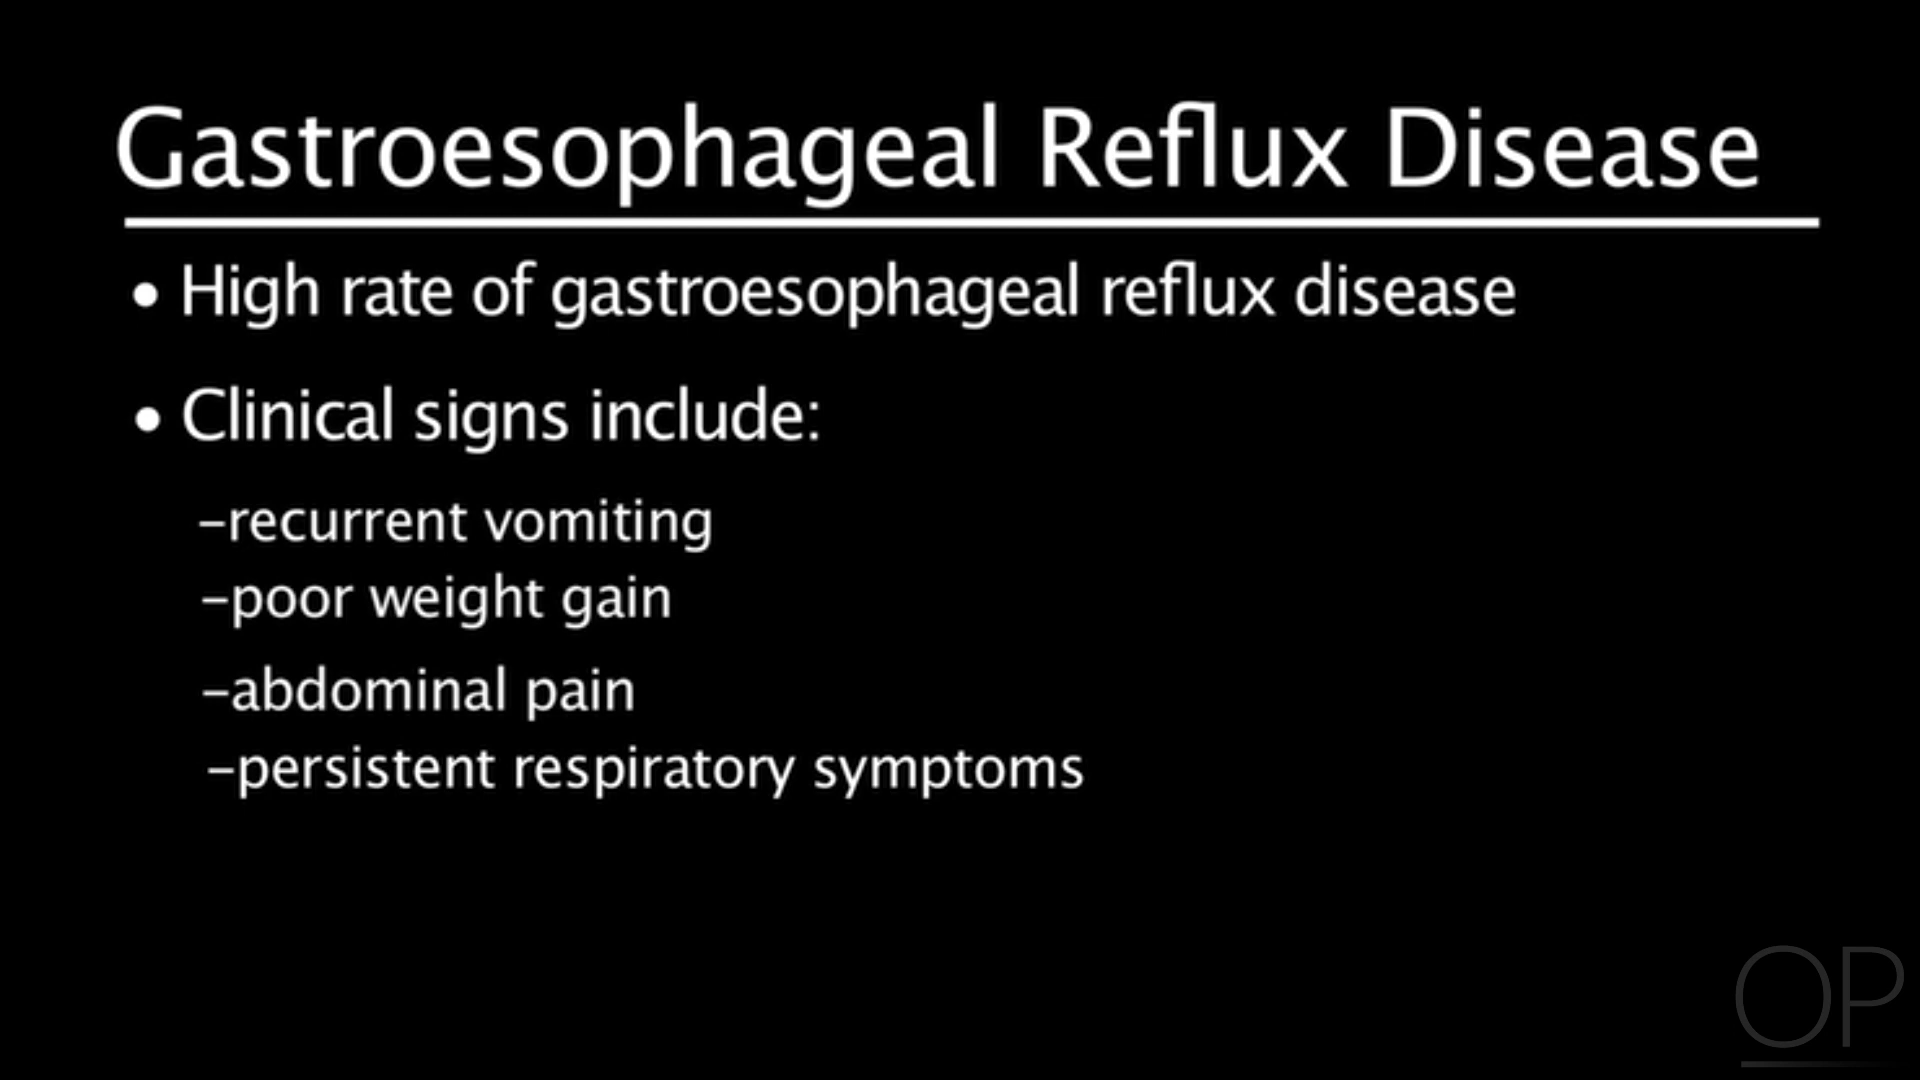 Gastroesophageal Reflux Disease
• High rate of gastroesophageal reflux disease
• Clinical signs include:
–recurrent vomiting
–poor weight gain
–abdominal pain
–persistent respiratory symptoms
OP